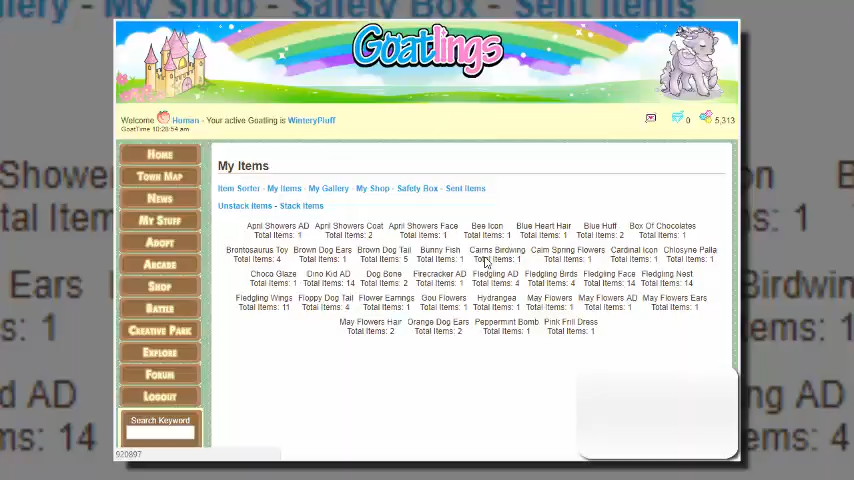 Goatlings
Welcome Human - Your active Goatling is WinteryPluff
GoatTime 10:28:54 am
0
5,313
Home
Town Map
News
My Stuff
Adopt
Arcade
Shop
Battle
Creative Park
Explore
Forum
Logout
Search Keyword
My Items
Item Sorter - My Items - My Gallery - My Shop - Safety Box - Sent Items
Unstack Items - Stack Items
April Showers AD April Showers Coat April Showers Face Bee Icon Blue Heart Hair Blue Huff Box Of Chocolates
Total Items: 1 Total Items: 2 Total Items: 1 Total Items: 1 Total Items: 1 Total Items: 2 Total Items: 1
Brontosaurus Toy Brown Dog Ears Brown Dog Tail Bunny Fish Cairns Birdwing Calm Spring Flowers Cardinal Icon Chlosyne Palla
Total Items: 4 Total Items: 1 Total Items: 5 Total Items: 1 Total Items: 1 Total Items: 1 Total Items: 1 Total Items: 1
Choco Glaze Dino Kid AD Dog Bone Firecracker AD Fledgling AD Fledgling Birds Fledgling Face Fledgling Nest
Total Items: 1 Total Items: 14 Total Items: 2 Total Items: 1 Total Items: 4 Total Items: 4 Total Items: 14 Total Items: 14
Fledgling Wings Floppy Dog Tail Flower Earrings Gou Flowers Hydrangea May Flowers May Flowers AD May Flowers Ears
Total Items: 11 Total Items: 4 Total Items: 1 Total Items: 1 Total Items: 1 Total Items: 1 Total Items: 1 Total Items: 1
May Flowers Hair Orange Dog Ears Peppermint Bomb Pink Frill Dress
Total Items: 2 Total Items: 2 Total Items: 1 Total Items: 1
920897